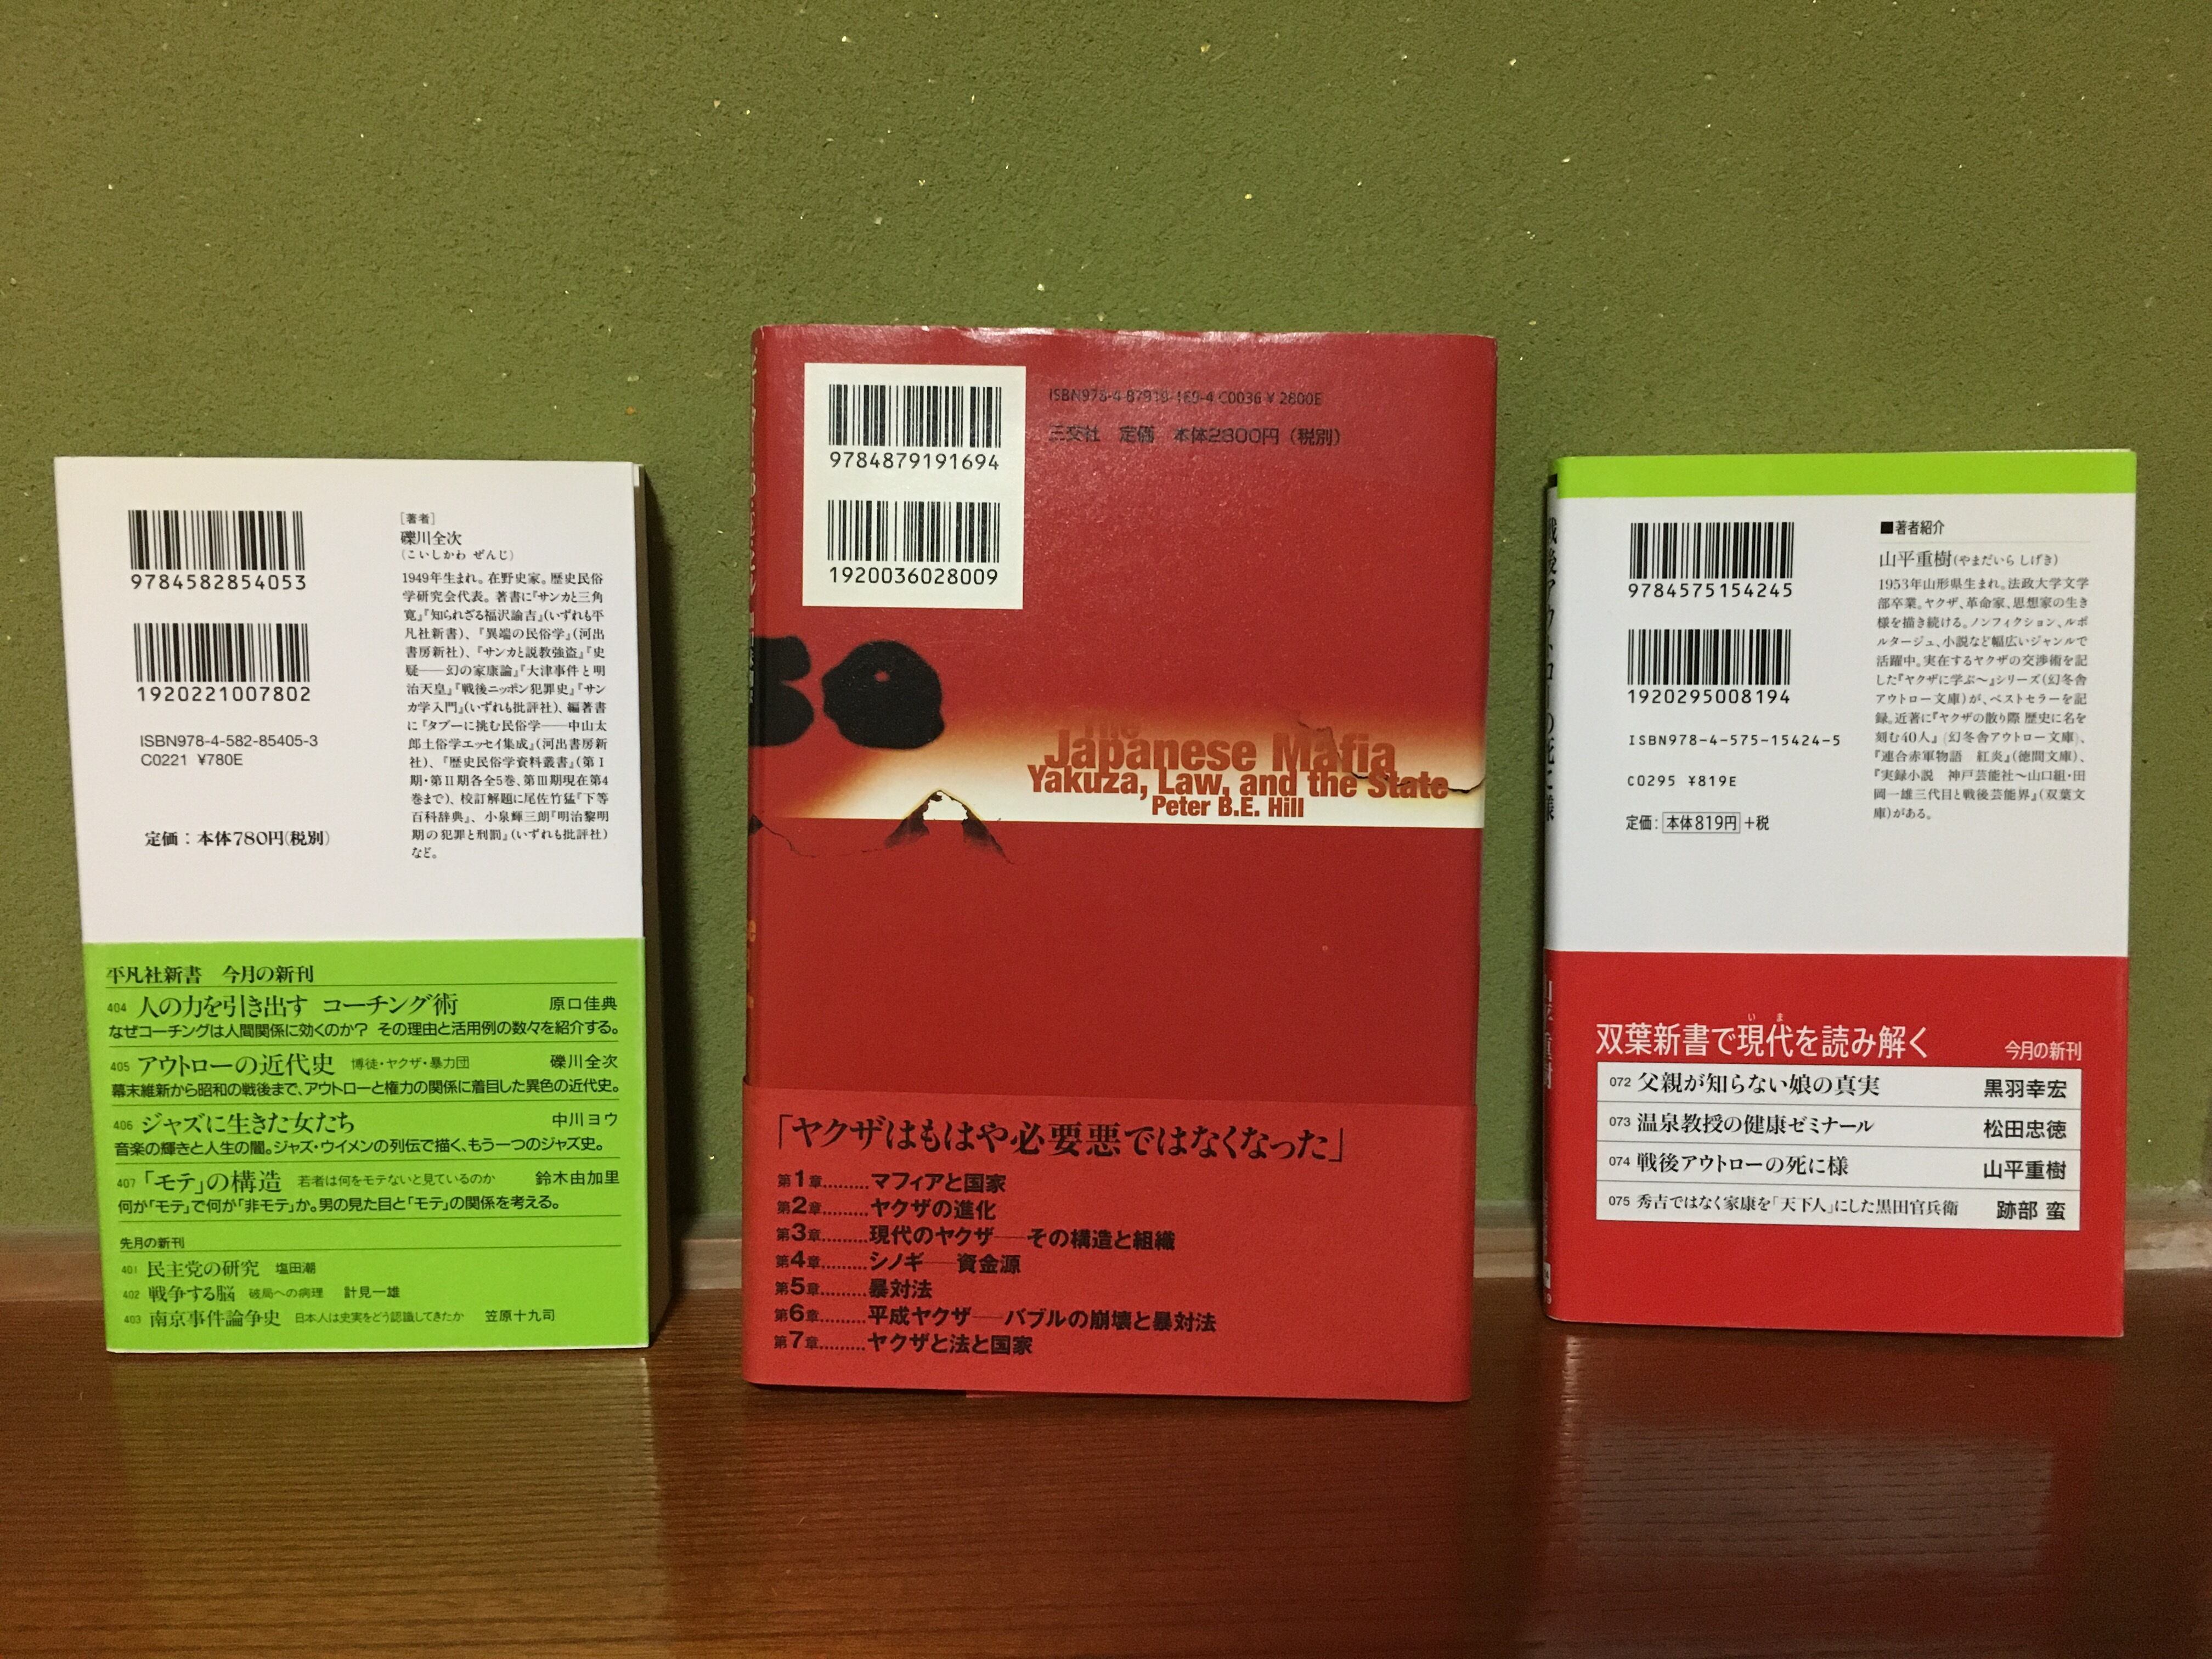 9784582854053
1920221007802
ISBN978-4-582-85405-3
C0221 ¥780E
定価：本体780円(税別)
[著者]
礫川全次
(こいしかわ ぜんじ)
1949年生まれ。在野史家。歴史民俗
学研究会代表。著書に『サンカと三角
寛』『知られざる福沢諭吉』(いずれも平
凡社新書)、『異端の民俗学』(河出
書房新社)、『サンカと説教強盗』『史
疑——幻の家康論』『大津事件と明
治天皇』『戦後ニッポン犯罪史』『サン
カ学入門』(いずれも批評社)、編著書
に『タブーに挑む民俗学——中山太
郎土俗学エッセイ集成』(河出書房新
社)、『歴史民俗学資料叢書』(第Ⅰ
期・第Ⅱ期各全5巻、第Ⅲ期現在第4
巻まで)、校訂解題に尾佐竹猛『下等
百科辞典』、小泉輝三朗『明治黎明
期の犯罪と刑罰』(いずれも批評社)
など。
平凡社新書 今月の新刊
404 人の力を引き出す コーチング術 原口佳典
なぜコーチングは人間関係に効くのか? その理由と活用例の数々を紹介する。
405 アウトローの近代史 博徒・ヤクザ・暴力団 礫川全次
幕末維新から昭和の戦後まで、アウトローと権力の関係に着目した異色の近代史。
406 ジャズに生きた女たち 中川ヨウ
音楽の輝きと人生の闇。ジャズ・ウイメンの列伝で描く、もう一つのジャズ史。
407 「モテ」の構造 若者は何をモテないと見ているのか 鈴木由加里
何が「モテ」で何が「非モテ」か。男の見た目と「モテ」の関係を考える。
先月の新刊
401 民主党の研究 塩田潮
402 戦争する脳 破局への病理 計見一雄
403 南京事件論争史 日本人は史実をどう認識してきたか 笠原十九司
9784879191694
1920036028009
ISBN978-4-87919-169-4 C0036 ¥2800E
三交社 定価 本体2800円（税別）
The
Japanese Mafia
Yakuza, Law, and the State
Peter B.E. Hill
「ヤクザはもはや必要悪ではなくなった」
第1章………マフィアと国家
第2章………ヤクザの進化
第3章………現代のヤクザ——その構造と組織
第4章………シノギ——資金源
第5章………暴対法
第6章………平成ヤクザ——バブルの崩壊と暴対法
第7章………ヤクザと法と国家
9784575154245
1920295008194
ISBN978-4-575-15424-5
C0295 ¥819E
定価：本体819円+税
■著者紹介
山平重樹(やまだいら しげき)
1953年山形県生まれ。法政大学文学
部卒業。ヤクザ、革命家、思想家の生き
様を描き続ける。ノンフィクション、ルポ
ルタージュ、小説など幅広いジャンルで
活躍中。実在するヤクザの交渉術を記
した『ヤクザに学ぶ〜』シリーズ(幻冬舎
アウトロー文庫)が、ベストセラーを記
録。近著に『ヤクザの散り際 歴史に名を
刻む40人』(幻冬舎アウトロー文庫)、
『連合赤軍物語 紅炎』(徳間文庫)、
『実録小説 神戸芸能社〜山口組・田
岡一雄三代目と戦後芸能界』(双葉文
庫)がある。
いま
双葉新書で現代を読み解く 今月の新刊
072 父親が知らない娘の真実 黒羽幸宏
073 温泉教授の健康ゼミナール 松田忠徳
074 戦後アウトローの死に様 山平重樹
075 秀吉ではなく家康を「天下人」にした黒田官兵衛 跡部 蛮